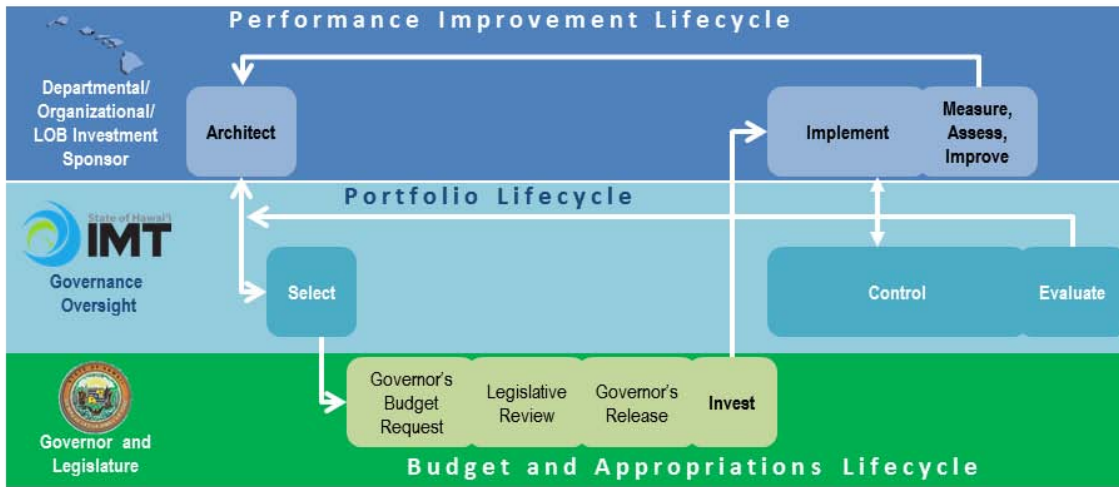 Performance Improvement Lifecycle
Departmental/
Organizational/
LOB Investment
Sponsor
Architect
Implement
Measure,
Assess,
Improve
Portfolio Lifecycle
State of Hawai'i
IMT
Governance
Oversight
Select
Control
Evaluate
Governor's
Budget
Request
Legislative
Review
Governor's
Release
Invest
Governor and
Legislature
Budget and Appropriations Lifecycle